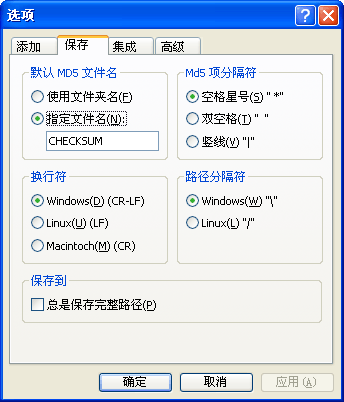 选项
添加 保存 集成 高级
默认 MD5 文件名
使用文件夹名(F)
指定文件名(N):
CHECKSUM
Md5 项分隔符
空格星号(S) " *"
双空格(T) "  "
竖线(V) "|"
换行符
Windows(D) (CR-LF)
Linux(U) (LF)
Macintoch(M) (CR)
路径分隔符
Windows(W) "\"
Linux(L) "/"
保存到
总是保存完整路径(P)
确定 取消 应用(A)